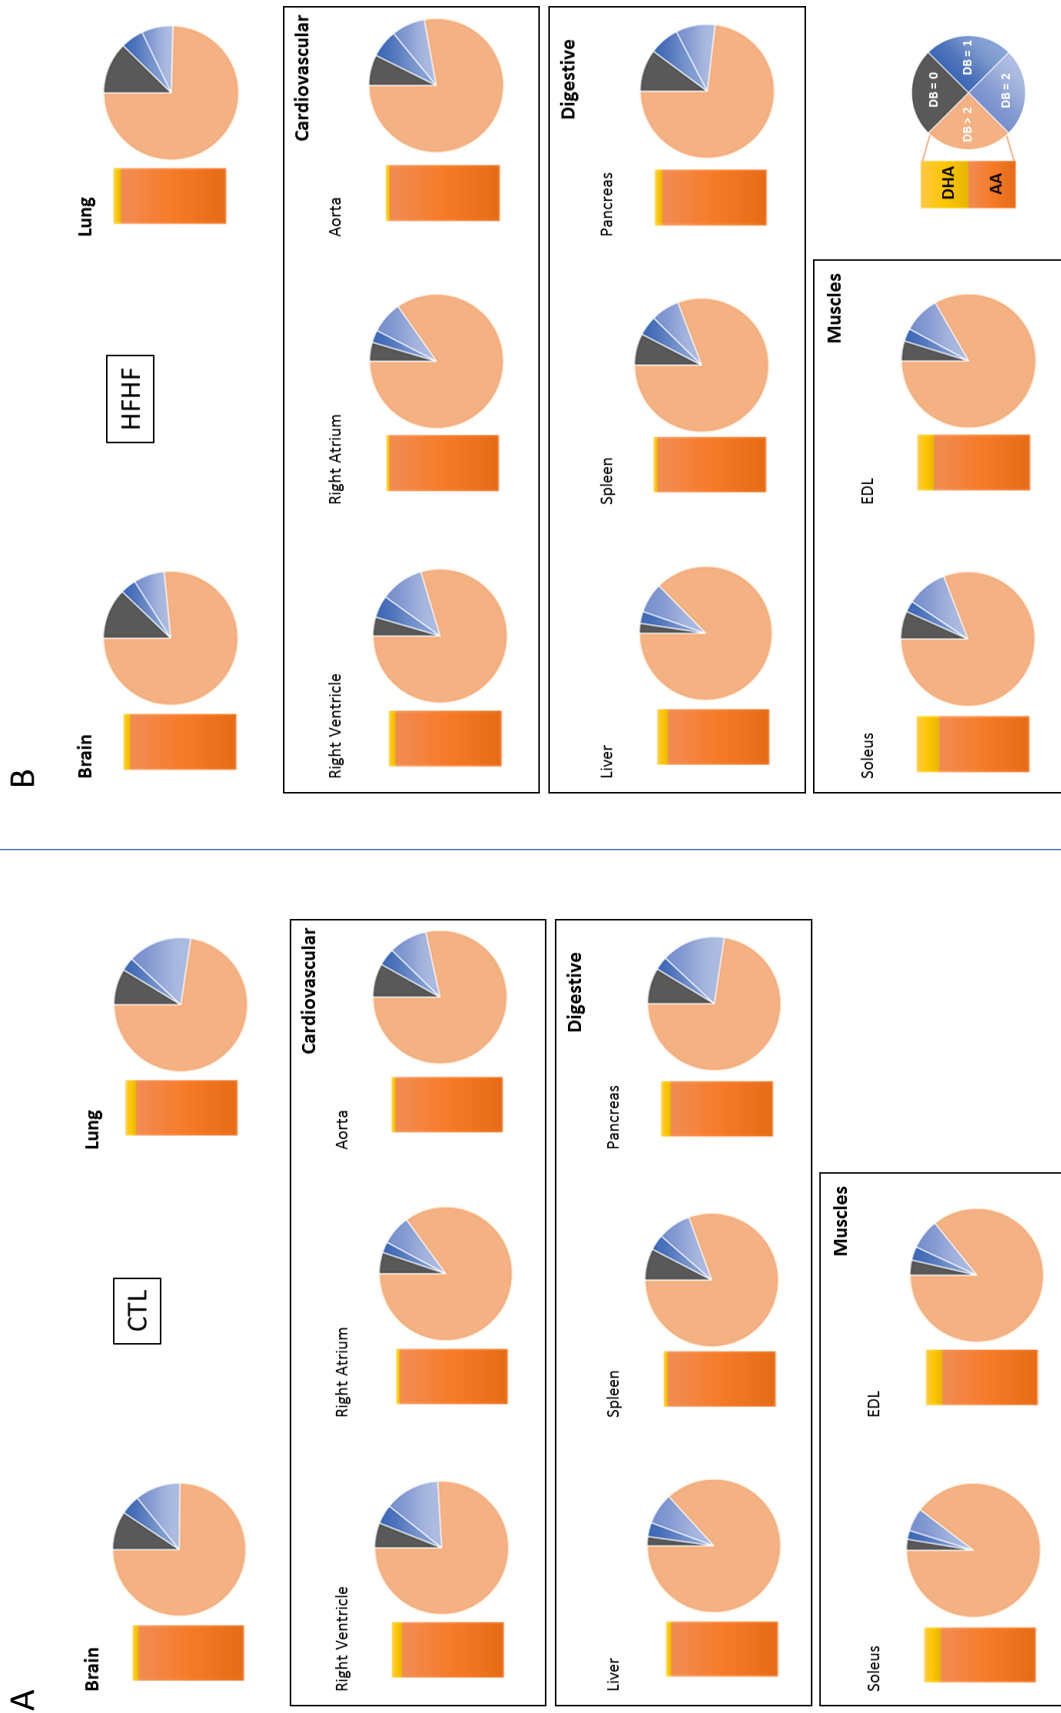 A
CTL
Brain
Lung
Cardiovascular
Right Ventricle
Right Atrium
Aorta
Digestive
Liver
Spleen
Pancreas
Muscles
Soleus
EDL
B
HFHF
Brain
Lung
Cardiovascular
Right Ventricle
Right Atrium
Aorta
Digestive
Liver
Spleen
Pancreas
Muscles
Soleus
EDL
DHA
AA
DB = 0
DB > 2
DB = 1
DB = 2